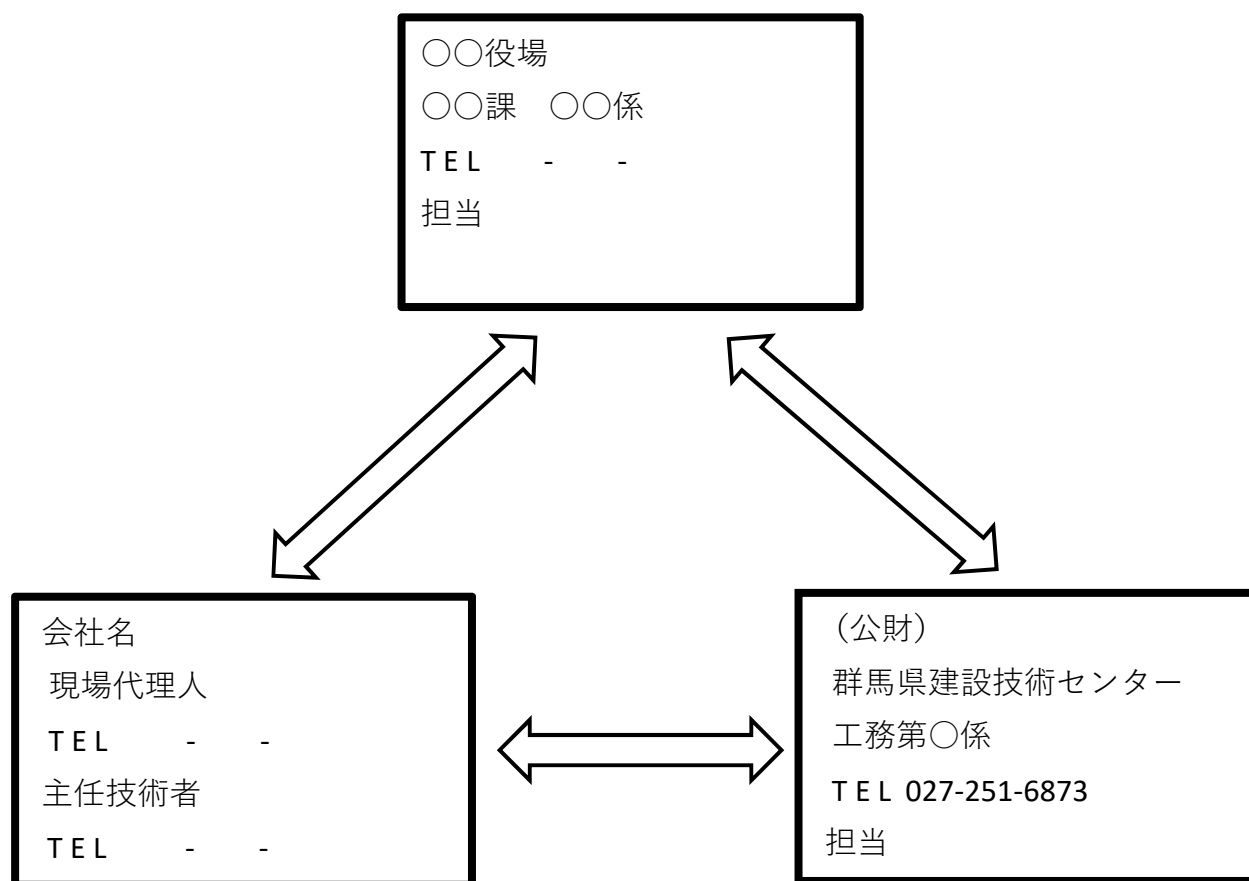 ○○役場
○○課　○○係
TEL　　-　　-
担当
会社名
現場代理人
TEL　　-　　-
主任技術者
TEL　　-　　-
(公財)
群馬県建設技術センター
工務第○係
TEL 027-251-6873
担当